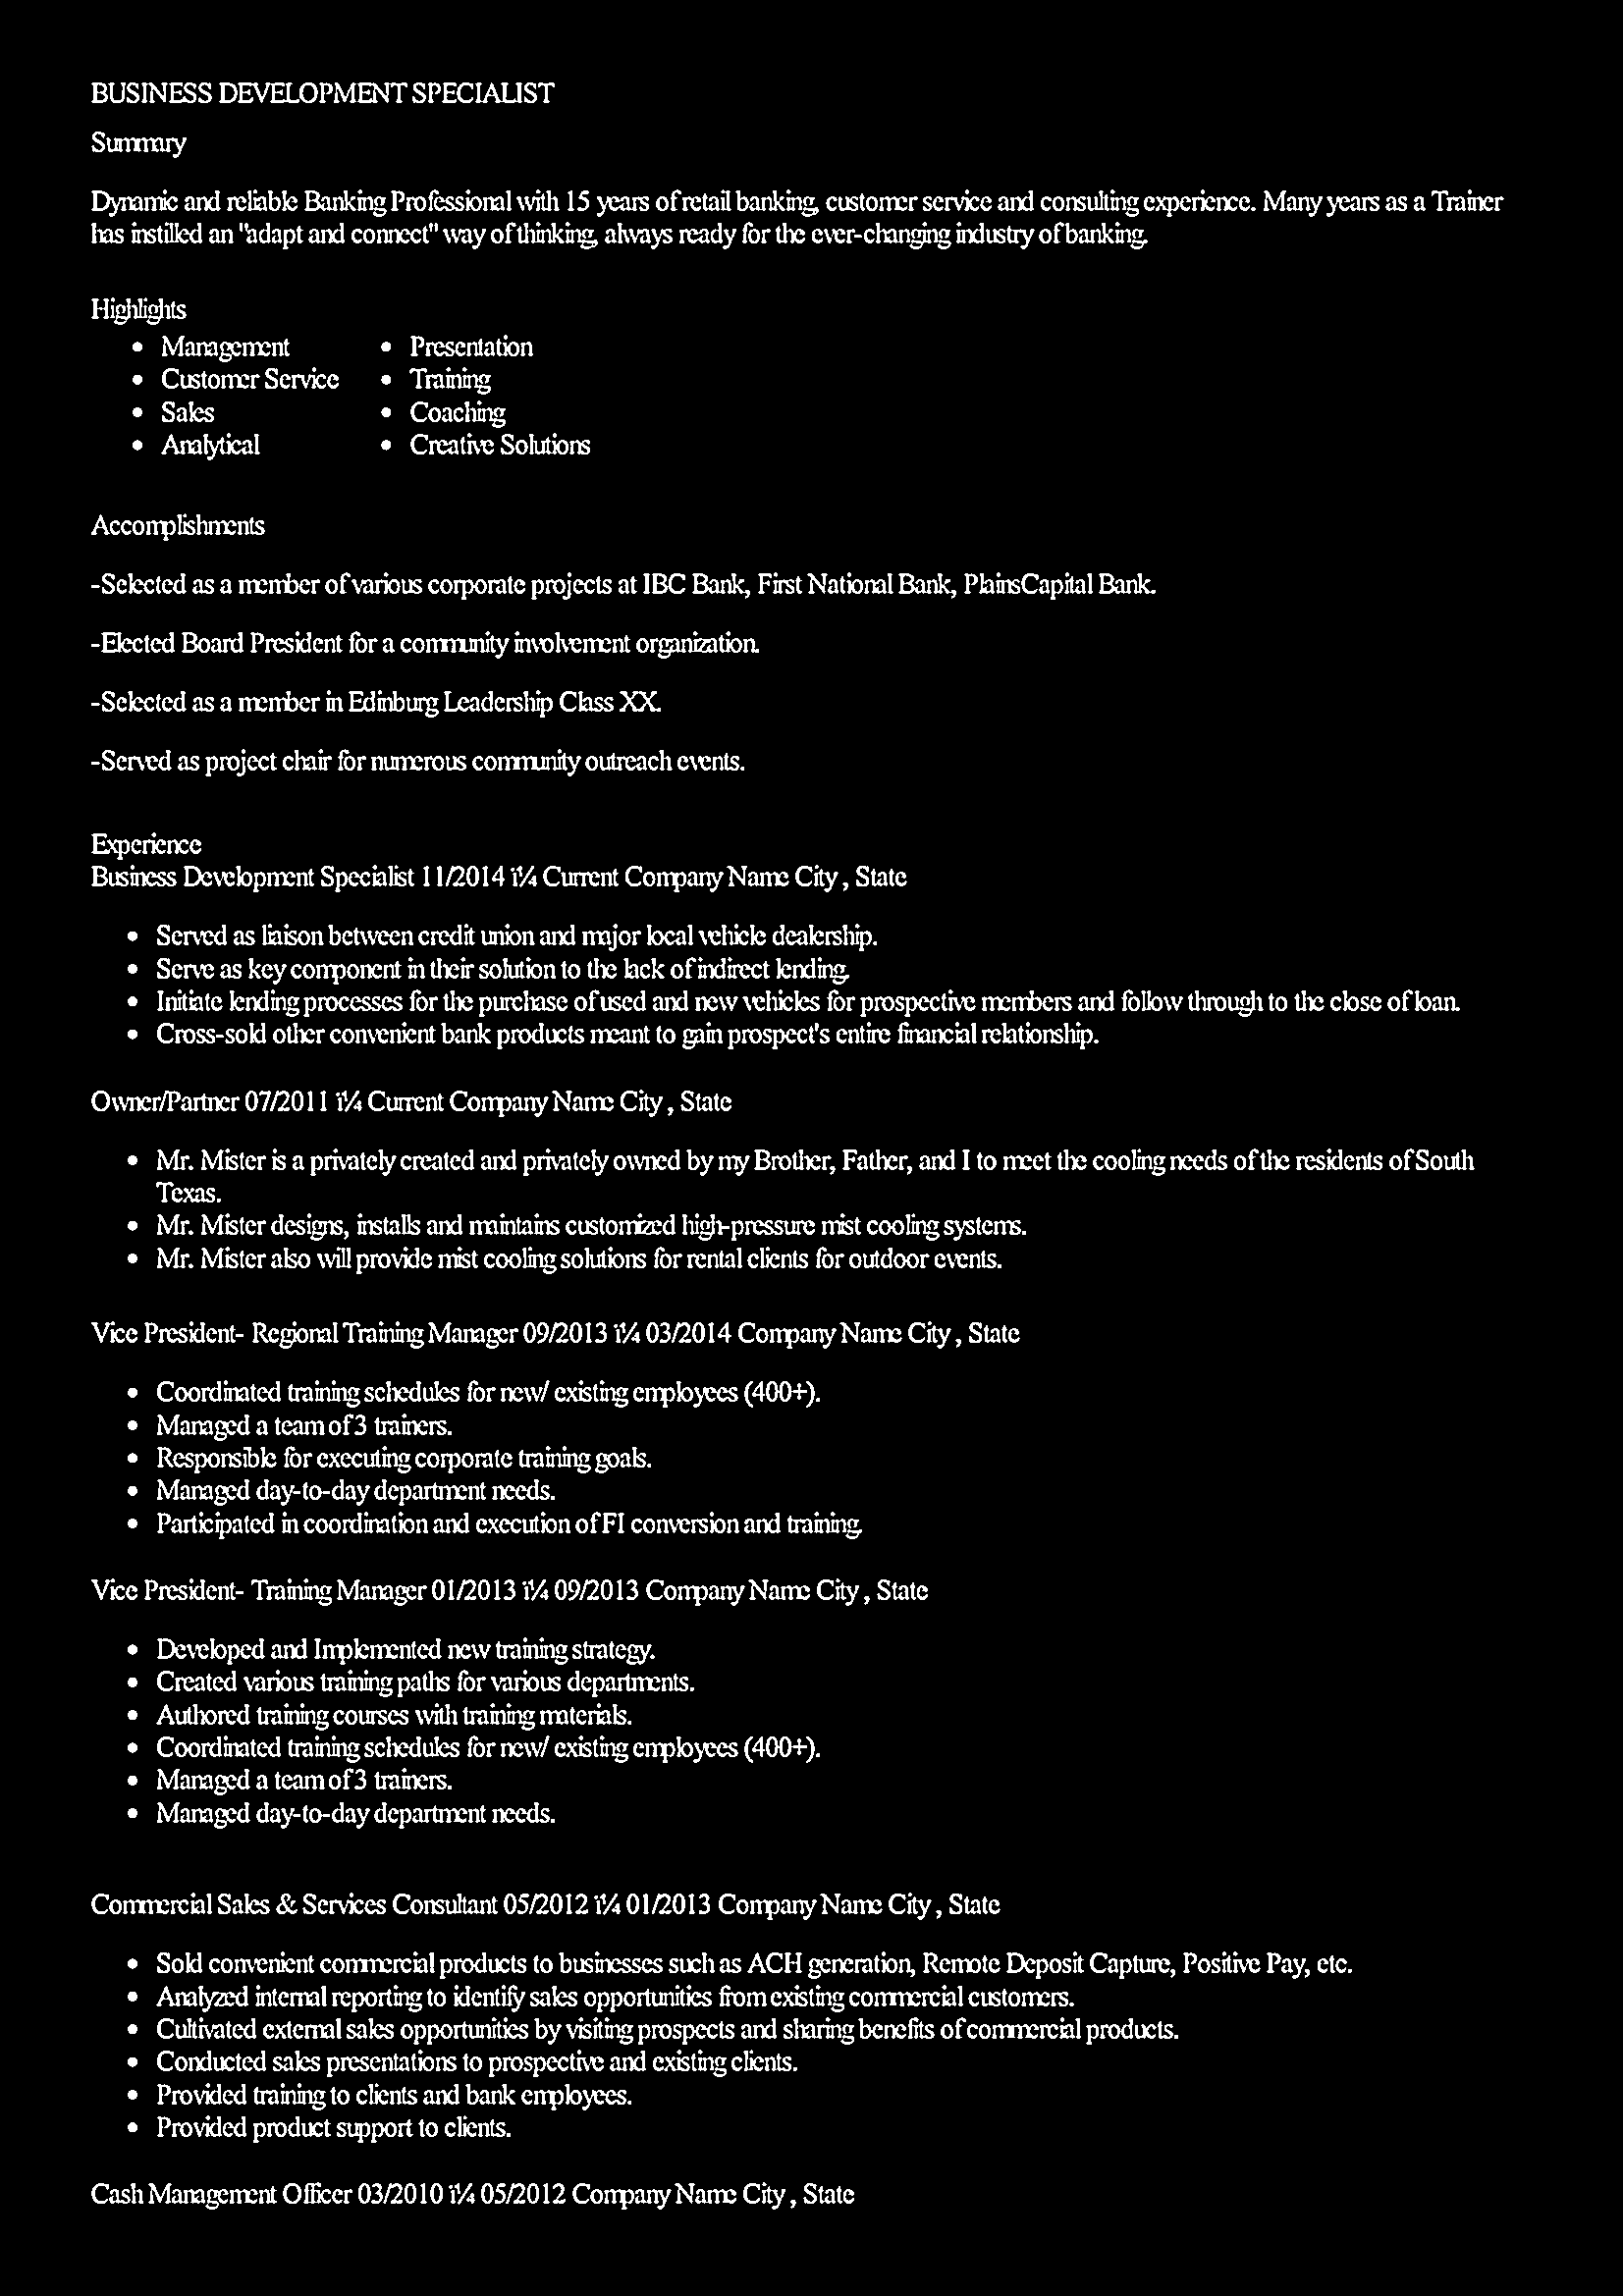 BUSINESS DEVELOPMENT SPECIALIST
Summary
Dynamic and reliable Banking Professional with 15 years of retail banking, customer service and consulting experience. Many years as a Trainer
has instilled an "adapt and connect" way of thinking, always ready for the ever-changing industry of banking.
Highlights
• Management
• Customer Service
• Sales
• Analytical
• Presentation
• Training
• Coaching
• Creative Solutions
Accomplishments
-Selected as a member of various corporate projects at IBC Bank, First National Bank, PlainsCapital Bank.
-Elected Board President for a community involvement organization.
-Selected as a member in Edinburg Leadership Class XX.
-Served as project chair for numerous community outreach events.
Experience
Business Development Specialist 11/2014 ï¼ Current Company Name City , State
• Served as liaison between credit union and major local vehicle dealership.
• Serve as key component in their solution to the lack of indirect lending.
• Initiate lending processes for the purchase of used and new vehicles for prospective members and follow through to the close of loan.
• Cross-sold other convenient bank products meant to gain prospect's entire financial relationship.
Owner/Partner 07/2011 ï¼ Current Company Name City , State
• Mr. Mister is a privately created and privately owned by my Brother, Father, and I to meet the cooling needs of the residents of South
Texas.
• Mr. Mister designs, installs and maintains customized high-pressure mist cooling systems.
• Mr. Mister also will provide mist cooling solutions for rental clients for outdoor events.
Vice President- Regional Training Manager 09/2013 ï¼ 03/2014 Company Name City , State
• Coordinated training schedules for new/ existing employees (400+).
• Managed a team of 3 trainers.
• Responsible for executing corporate training goals.
• Managed day-to-day department needs.
• Participated in coordination and execution of FI conversion and training.
Vice President- Training Manager 01/2013 ï¼ 09/2013 Company Name City , State
• Developed and Implemented new training strategy.
• Created various training paths for various departments.
• Authored training courses with training materials.
• Coordinated training schedules for new/ existing employees (400+).
• Managed a team of 3 trainers.
• Managed day-to-day department needs.
Commercial Sales & Services Consultant 05/2012 ï¼ 01/2013 Company Name City , State
• Sold convenient commercial products to businesses such as ACH generation, Remote Deposit Capture, Positive Pay, etc.
• Analyzed internal reporting to identify sales opportunities from existing commercial customers.
• Cultivated external sales opportunities by visiting prospects and sharing benefits of commercial products.
• Conducted sales presentations to prospective and existing clients.
• Provided training to clients and bank employees.
• Provided product support to clients.
Cash Management Officer 03/2010 ï¼ 05/2012 Company Name City , State